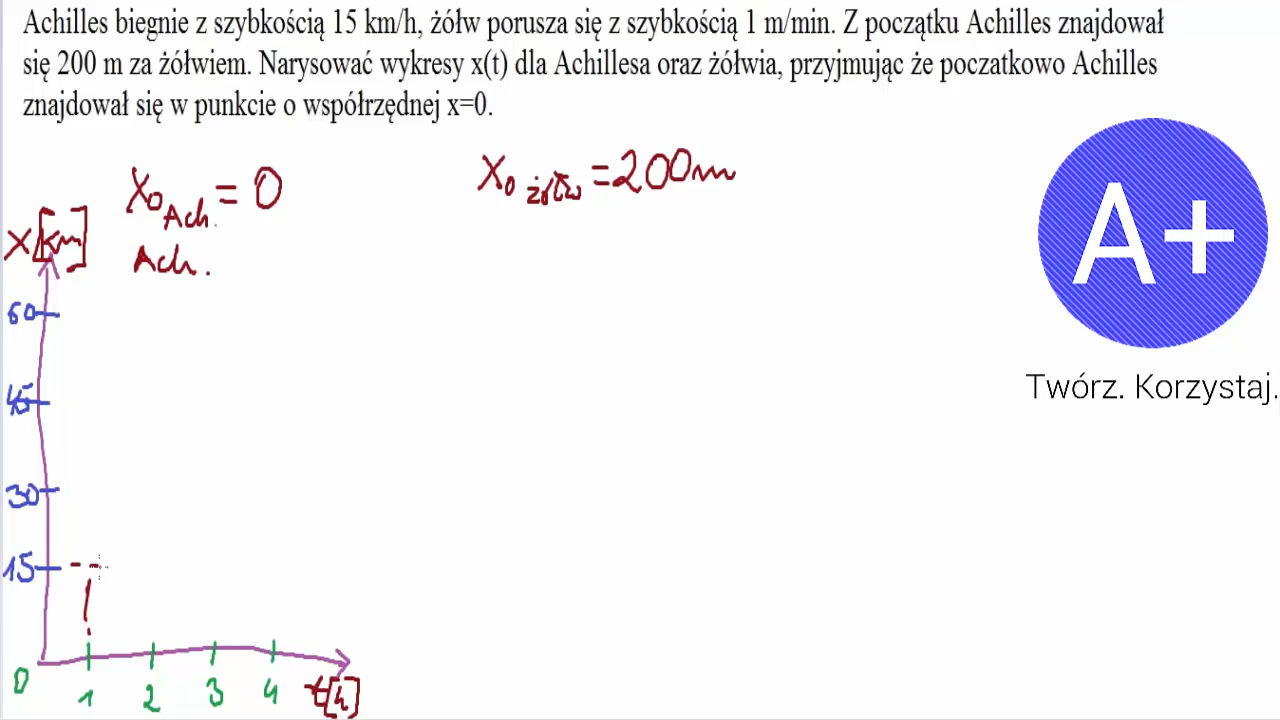 Achilles biegnie z szybkością 15 km/h, żółw porusza się z szybkością 1 m/min. Z początku Achilles znajdował
się 200 m za żółwiem. Narysować wykresy x(t) dla Achillesa oraz żółwia, przyjmując że poczatkowo Achilles
znajdował się w punkcie o współrzędnej x=0.
X₀ Ach. = 0
X₀ żółw = 200m
A+
X[km]
Ach.
60
45
Twórz. Korzystaj.
30
15
0 1 2 3 4 t[h]